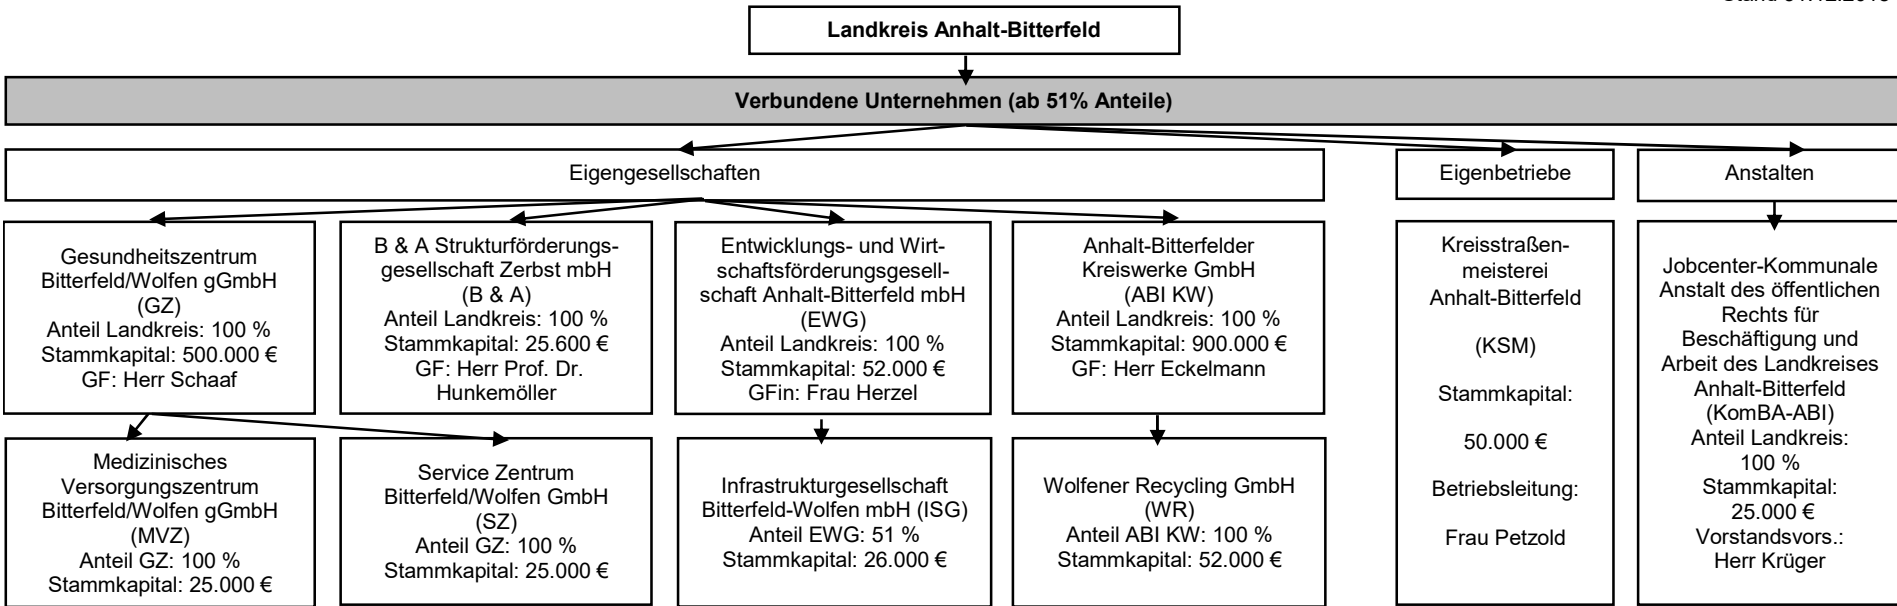 Landkreis Anhalt-Bitterfeld
Verbundene Unternehmen (ab 51% Anteile)
Eigengesellschaften
Eigenbetriebe
Anstalten
Gesundheitszentrum
Bitterfeld/Wolfen gGmbH
(GZ)
Anteil Landkreis: 100 %
Stammkapital: 500.000 €
GF: Herr Schaaf
B & A Strukturförderungs-
gesellschaft Zerbst mbH
(B & A)
Anteil Landkreis: 100 %
Stammkapital: 25.600 €
GF: Herr Prof. Dr.
Hunkemöller
Entwicklungs- und Wirt-
schaftsförderungsgesell-
schaft Anhalt-Bitterfeld mbH
(EWG)
Anteil Landkreis: 100 %
Stammkapital: 52.000 €
GFin: Frau Herzel
Anhalt-Bitterfelder
Kreiswerke GmbH
(ABI KW)
Anteil Landkreis: 100 %
Stammkapital: 900.000 €
GF: Herr Eckelmann
Kreisstraßen-
meisterei
Anhalt-Bitterfeld
(KSM)
Stammkapital:
50.000 €
Betriebsleitung:
Frau Petzold
Jobcenter-Kommunale
Anstalt des öffentlichen
Rechts für
Beschäftigung und
Arbeit des Landkreises
Anhalt-Bitterfeld
(KomBA-ABI)
Anteil Landkreis:
100 %
Stammkapital:
25.000 €
Vorstandsvors.:
Herr Krüger
Medizinisches
Versorgungszentrum
Bitterfeld/Wolfen gGmbH
(MVZ)
Anteil GZ: 100 %
Stammkapital: 25.000 €
Service Zentrum
Bitterfeld/Wolfen GmbH
(SZ)
Anteil GZ: 100 %
Stammkapital: 25.000 €
Infrastrukturgesellschaft
Bitterfeld-Wolfen mbH (ISG)
Anteil EWG: 51 %
Stammkapital: 26.000 €
Wolfener Recycling GmbH
(WR)
Anteil ABI KW: 100 %
Stammkapital: 52.000 €